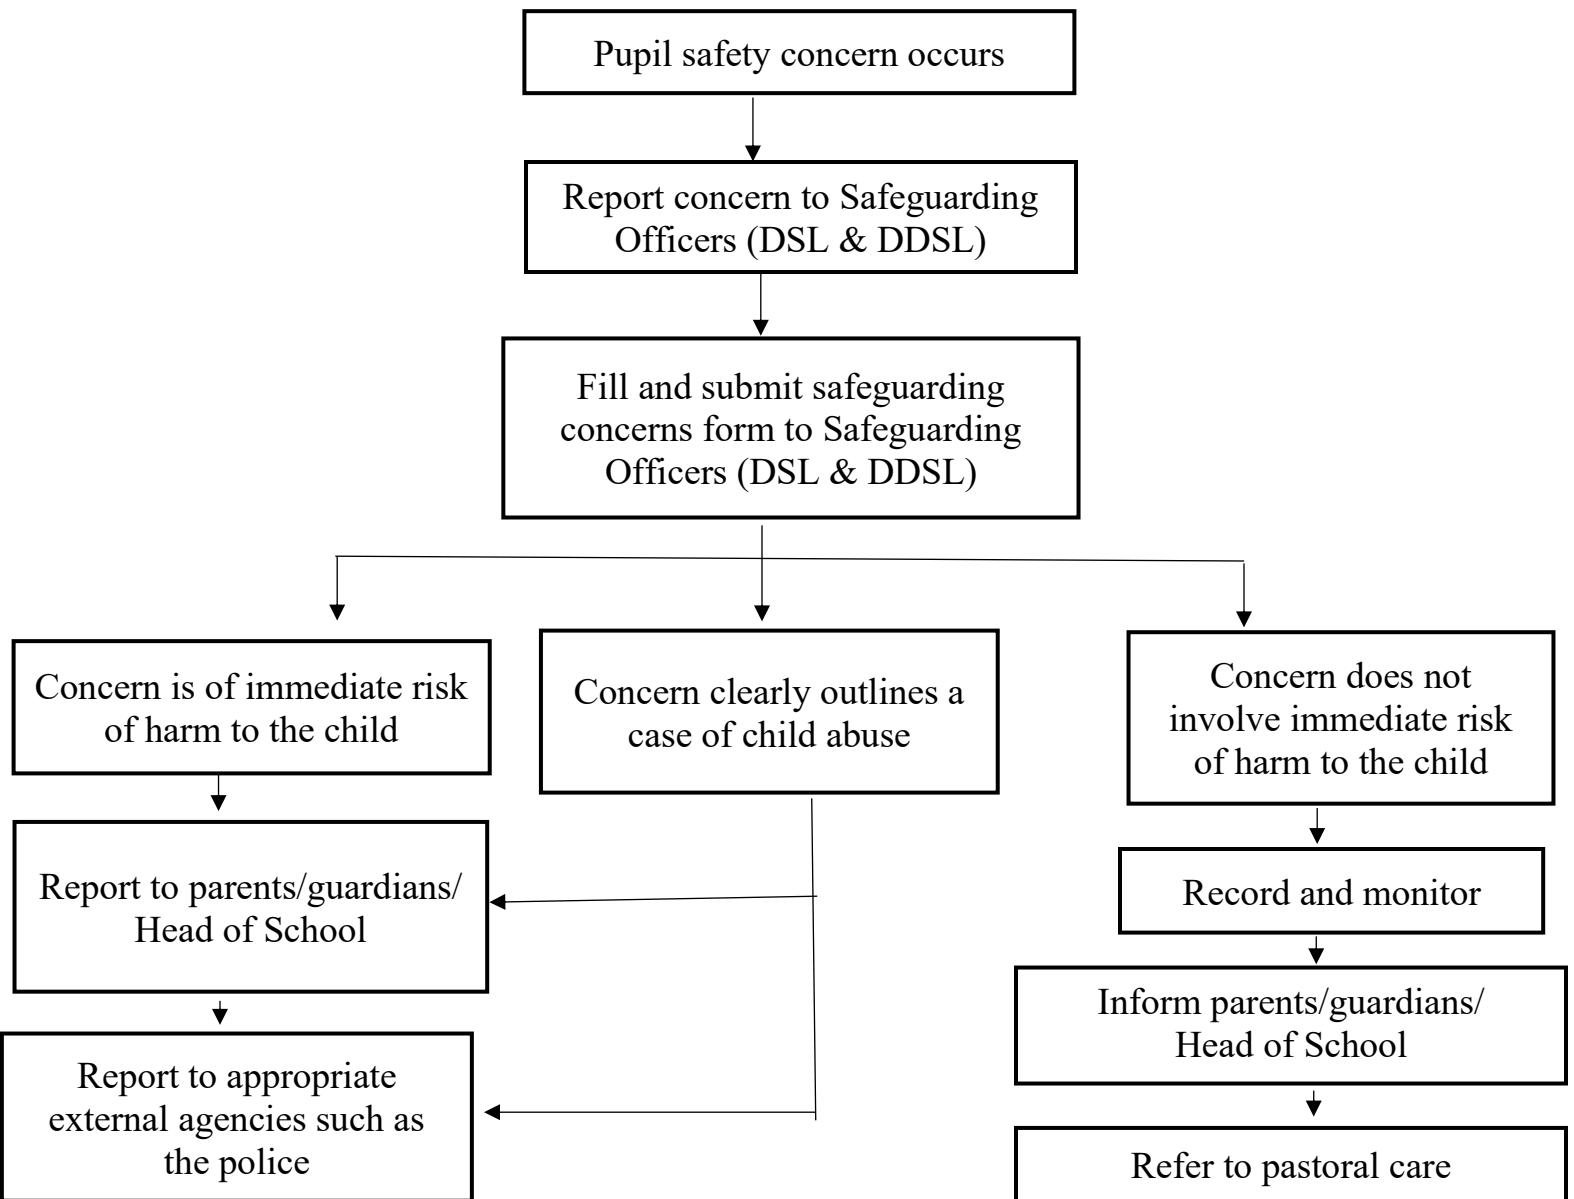 Pupil safety concern occurs
Report concern to Safeguarding
Officers (DSL & DDSL)
Fill and submit safeguarding
concerns form to Safeguarding
Officers (DSL & DDSL)
Concern is of immediate risk
of harm to the child
Concern clearly outlines a
case of child abuse
Concern does not
involve immediate risk
of harm to the child
Report to parents/guardians/
Head of School
Record and monitor
Inform parents/guardians/
Head of School
Report to appropriate
external agencies such as
the police
Refer to pastoral care